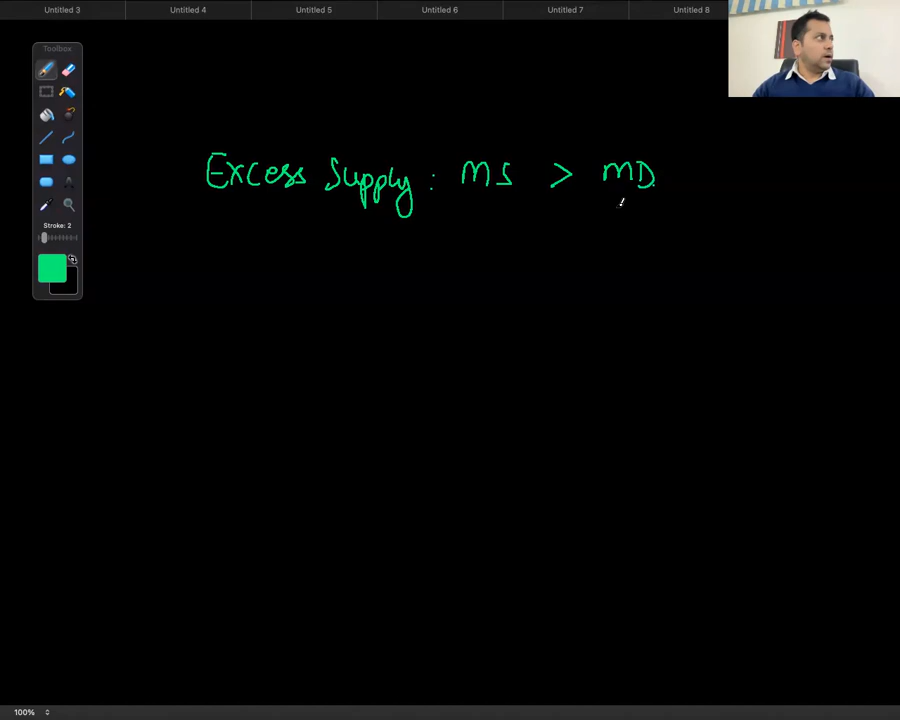 Untitled 3 Untitled 4 Untitled 5 Untitled 6 Untitled 7 Untitled 8
Toolbox
Excess Supply : MS > MD
Stroke: 2
100%